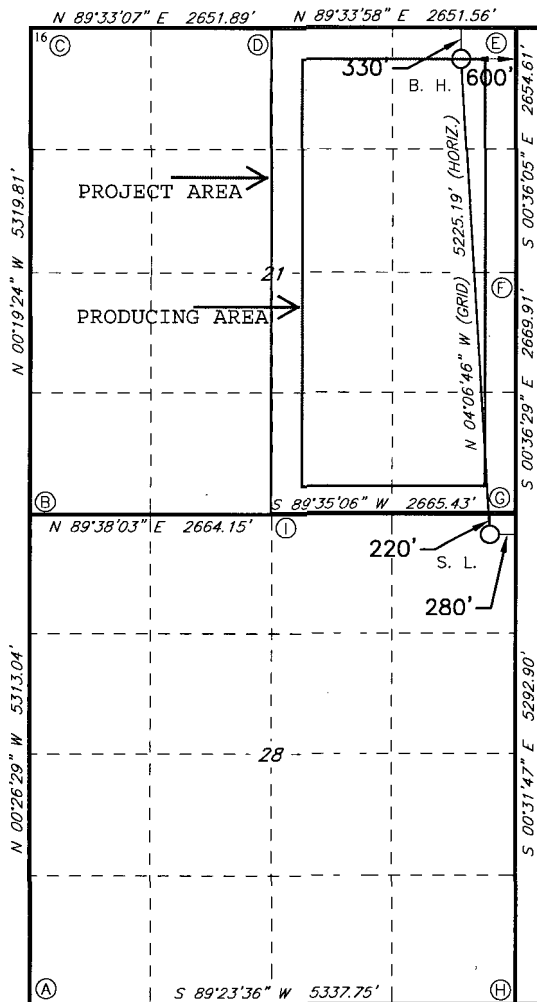 N 89°33'07" E 2651.89'
N 89°33'58" E 2651.56'
16
C
D
E
330'
600'
B. H.
N 00°19'24" W 5319.81'
S 00°36'05" E 2654.61'
PROJECT AREA
N 04°06'46" W (GRID) 5225.19' (HORIZ.)
21
F
PRODUCING AREA
S 00°36'29" E 2669.91'
B
S 89°35'06" W 2665.43'
G
N 89°38'03" E 2664.15'
I
220'
S. L.
280'
N 00°26'29" W 5313.04'
S 00°31'47" E 5292.90'
28
A
S 89°23'36" W 5337.75'
H